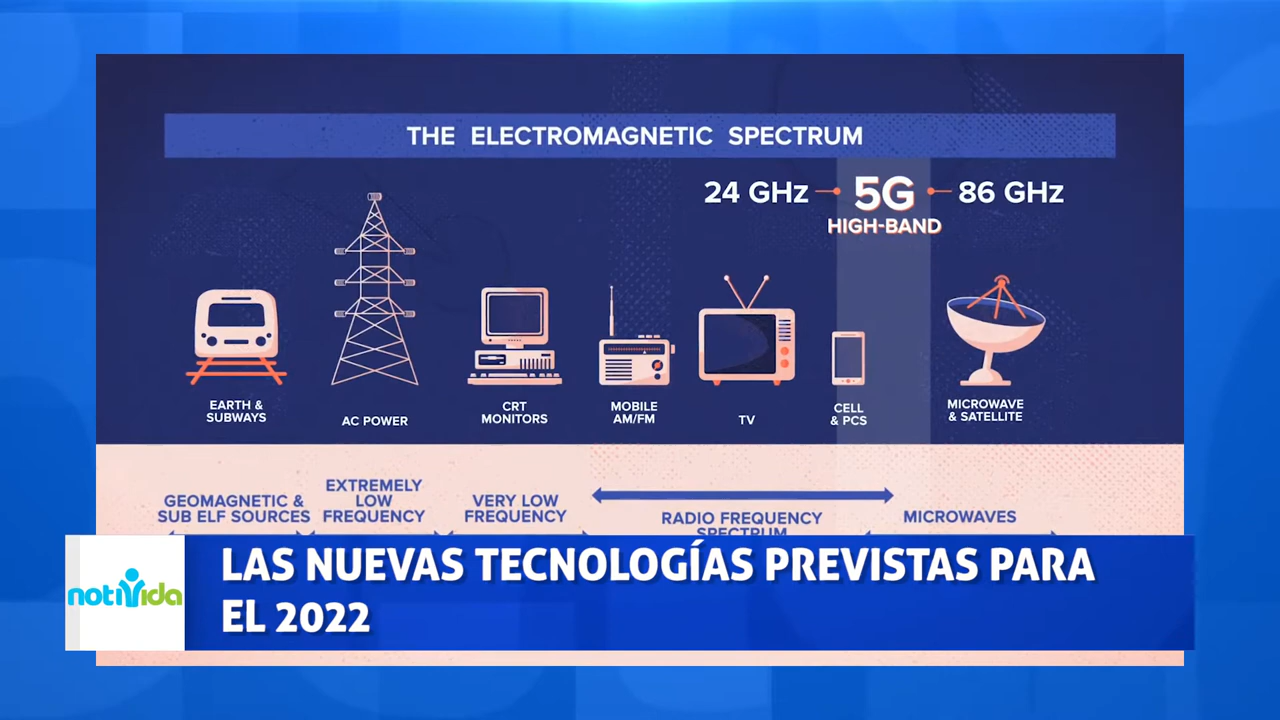 THE ELECTROMAGNETIC SPECTRUM
24 GHz
5G
86 GHz
HIGH-BAND
EARTH &
SUBWAYS
AC POWER
CRT
MONITORS
MOBILE
AM/FM
TV
CELL
& PCS
MICROWAVE
& SATELLITE
GEOMAGNETIC &
SUB ELF SOURCES
EXTREMELY
LOW
FREQUENCY
VERY LOW
FREQUENCY
RADIO FREQUENCY
SPECTRUM
MICROWAVES
notiVida
LAS NUEVAS TECNOLOGÍAS PREVISTAS PARA
EL 2022